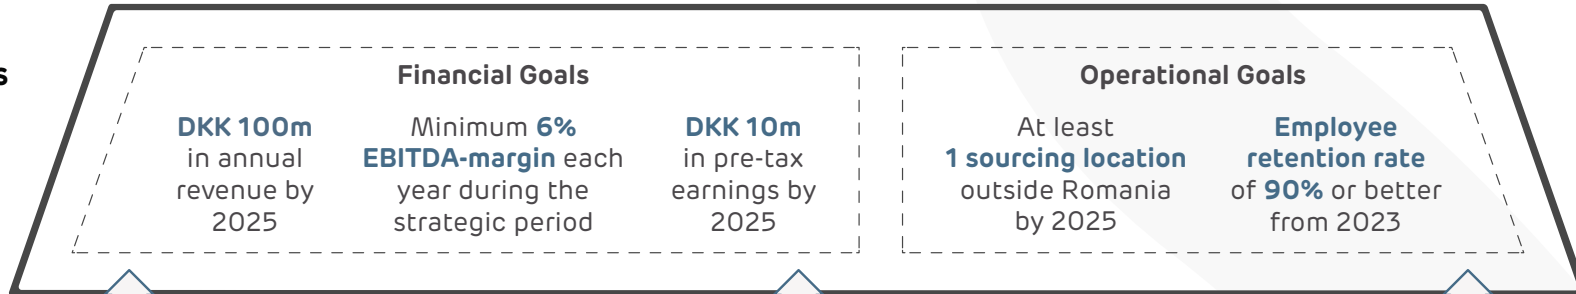 s
Financial Goals
DKK 100m
in annual
revenue by
2025
Minimum 6%
EBITDA-margin each
year during the
strategic period
DKK 10m
in pre-tax
earnings by
2025
Operational Goals
At least
1 sourcing location
outside Romania
by 2025
Employee
retention rate
of 90% or better
from 2023